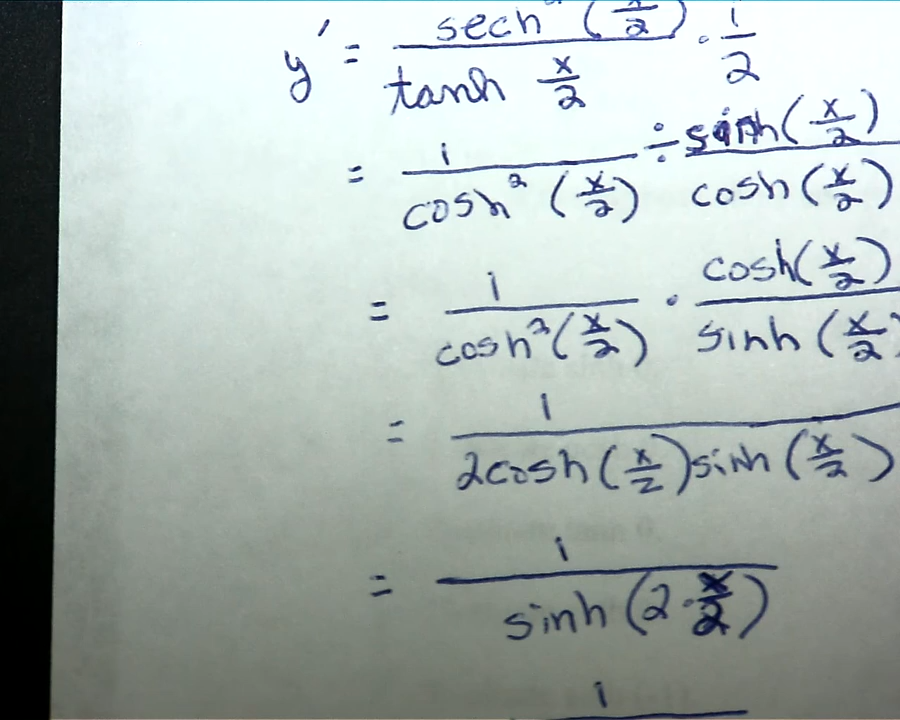 y' = sech² (x/2) / tanh x/2 · 1/2
= 1 / cosh² (x/2) ÷ sinh(x/2) / cosh(x/2)
= 1 / cosh²(x/2) · cosh(x/2) / sinh(x/2)
= 1 / 2cosh(x/2)sinh(x/2)
= 1 / sinh(2·x/2)
1